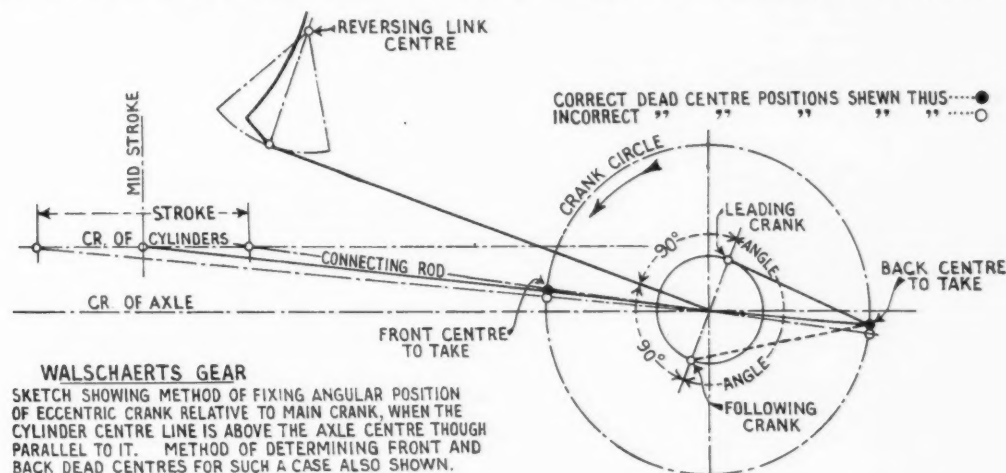 REVERSING LINK
CENTRE
CORRECT DEAD CENTRE POSITIONS SHEWN THUS
INCORRECT " " " " "
MID STROKE
CRANK CIRCLE
STROKE
LEADING
CRANK
CR. OF CYLINDERS
90°
ANGLE
CONNECTING ROD
BACK CENTRE
TO TAKE
CR. OF AXLE
FRONT CENTRE
TO TAKE
90°
ANGLE
FOLLOWING
CRANK
WALSCHAERTS GEAR
SKETCH SHOWING METHOD OF FIXING ANGULAR POSITION
OF ECCENTRIC CRANK RELATIVE TO MAIN CRANK, WHEN THE
CYLINDER CENTRE LINE IS ABOVE THE AXLE CENTRE THOUGH
PARALLEL TO IT. METHOD OF DETERMINING FRONT AND
BACK DEAD CENTRES FOR SUCH A CASE ALSO SHOWN.